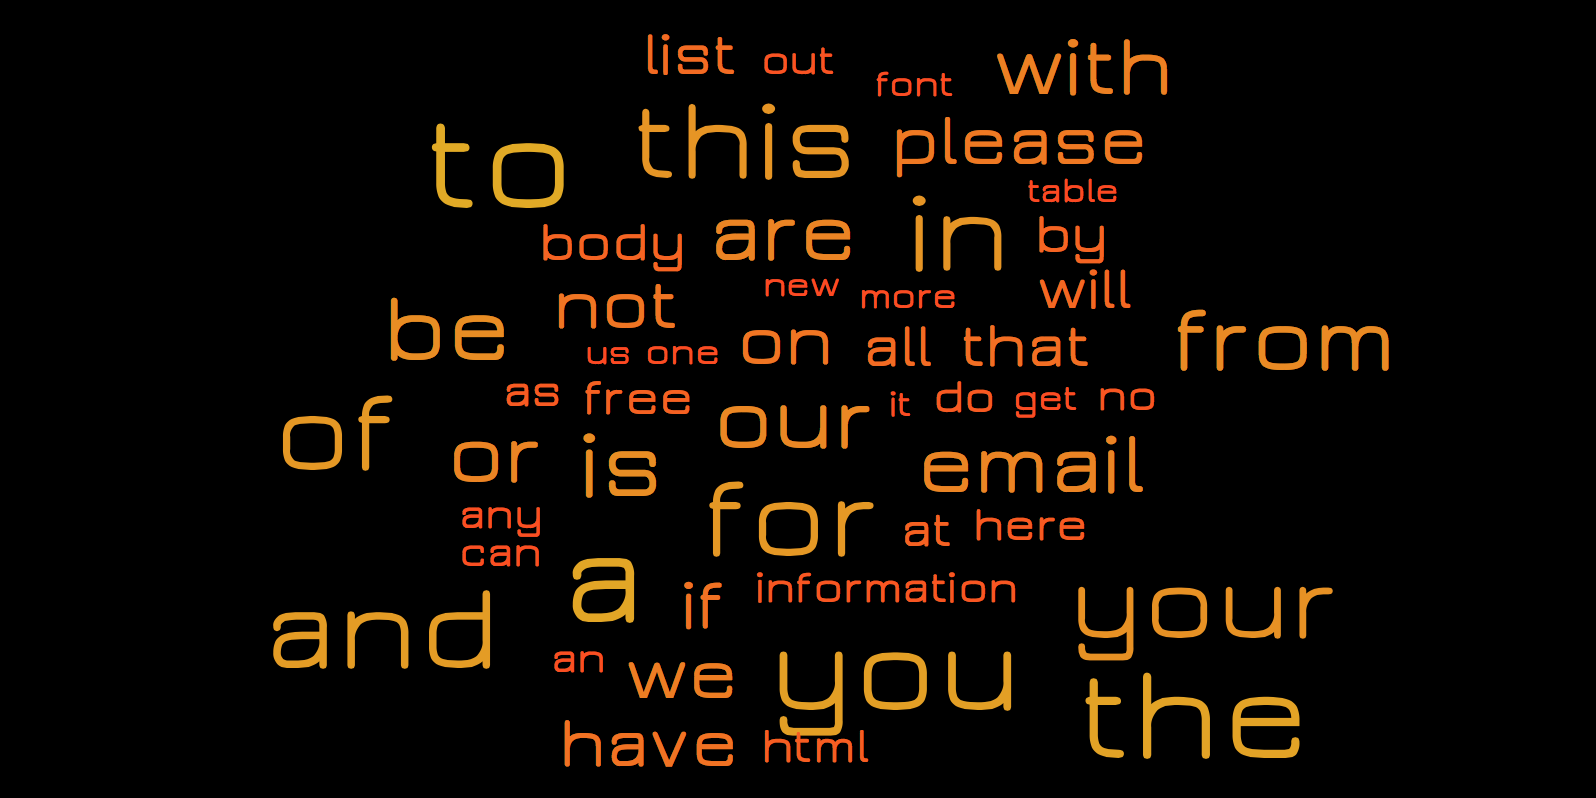 list out font with
to this please
table
body are in by
new more will
be not
us one on all that from
as free our it do get no
of or is email
any for at here
can
a if information your
and
an we you the
have html